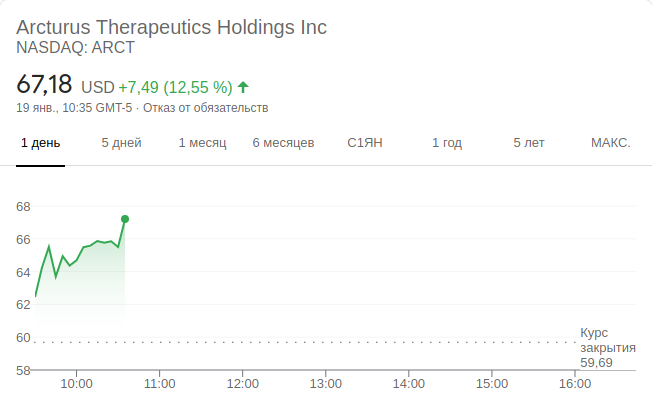 Arcturus Therapeutics Holdings Inc
NASDAQ: ARCT
67,18 USD +7,49 (12,55 %)
19 янв., 10:35 GMT-5 · Отказ от обязательств
1 день 5 дней 1 месяц 6 месяцев С1ЯН 1 год 5 лет МАКС.
68
66
64
62
60
58
Курс
закрытия
59,69
10:00 11:00 12:00 13:00 14:00 15:00 16:00